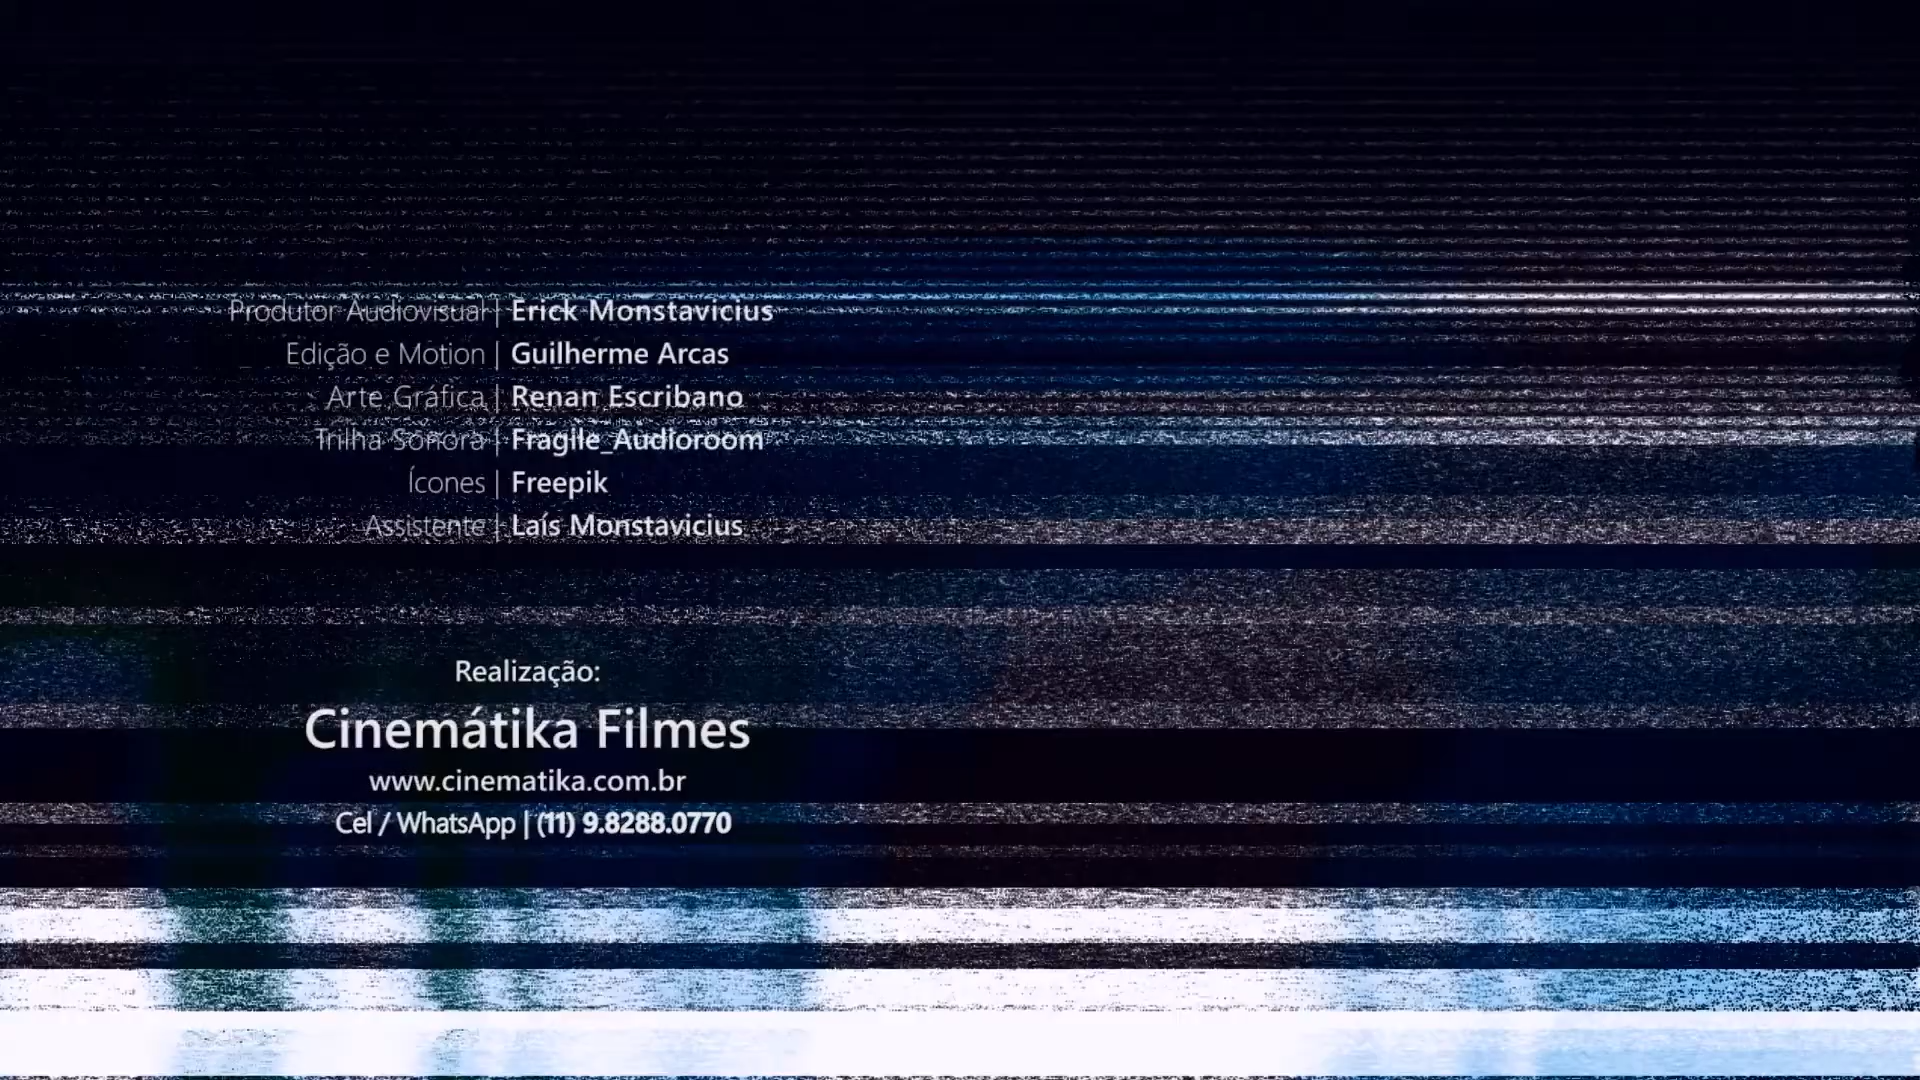 Produtor Audiovisual | Erick Monstavicius
Edição e Motion | Guilherme Arcas
Arte Gráfica | Renan Escribano
Trilha Sonora | Fragile_Audioroom
Ícones | Freepik
Assistente | Laís Monstavicius
Realização:
Cinemátika Filmes
www.cinematika.com.br
Cel / WhatsApp | (11) 9.8288.0770